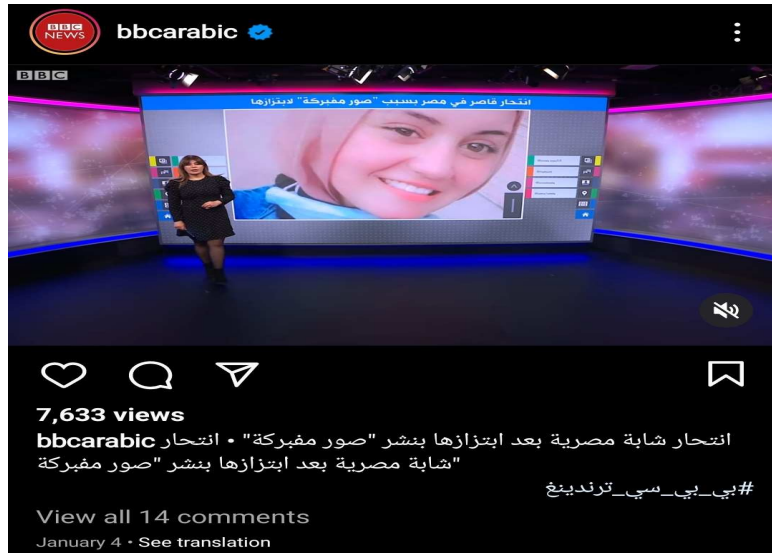 BBC
NEWS
bbcarabic
BBC
انتحار قاصر في مصر بسبب "صور مفبركة" لابتزازها
7,633 views
bbcarabic انتحار شابة مصرية بعد ابتزازها بنشر "صور مفبركة" • انتحار
شابة مصرية بعد ابتزازها بنشر "صور مفبركة"
#بي_بي_سي_ترندينغ
View all 14 comments
January 4 • See translation